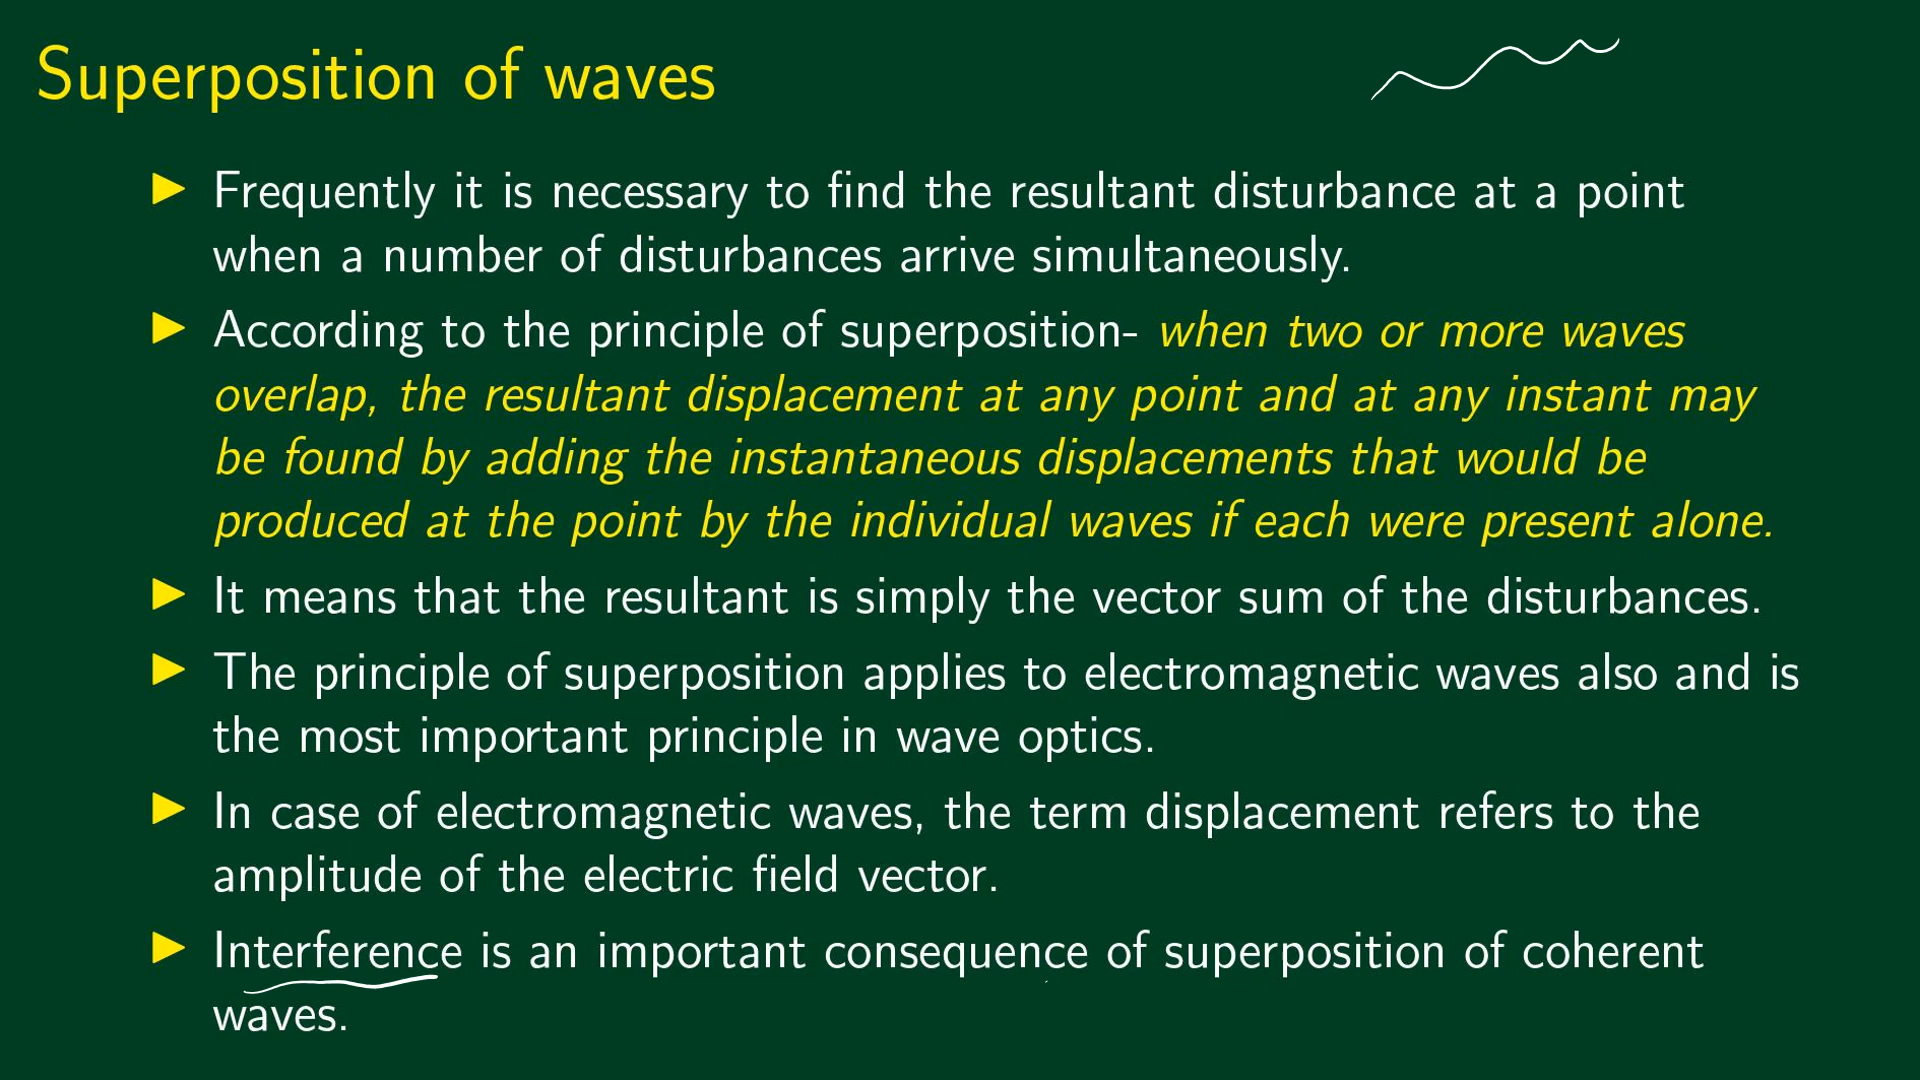 Superposition of waves
Frequently it is necessary to find the resultant disturbance at a point
when a number of disturbances arrive simultaneously.
According to the principle of superposition- when two or more waves
overlap, the resultant displacement at any point and at any instant may
be found by adding the instantaneous displacements that would be
produced at the point by the individual waves if each were present alone.
It means that the resultant is simply the vector sum of the disturbances.
The principle of superposition applies to electromagnetic waves also and is
the most important principle in wave optics.
In case of electromagnetic waves, the term displacement refers to the
amplitude of the electric field vector.
Interference is an important consequence of superposition of coherent
waves.